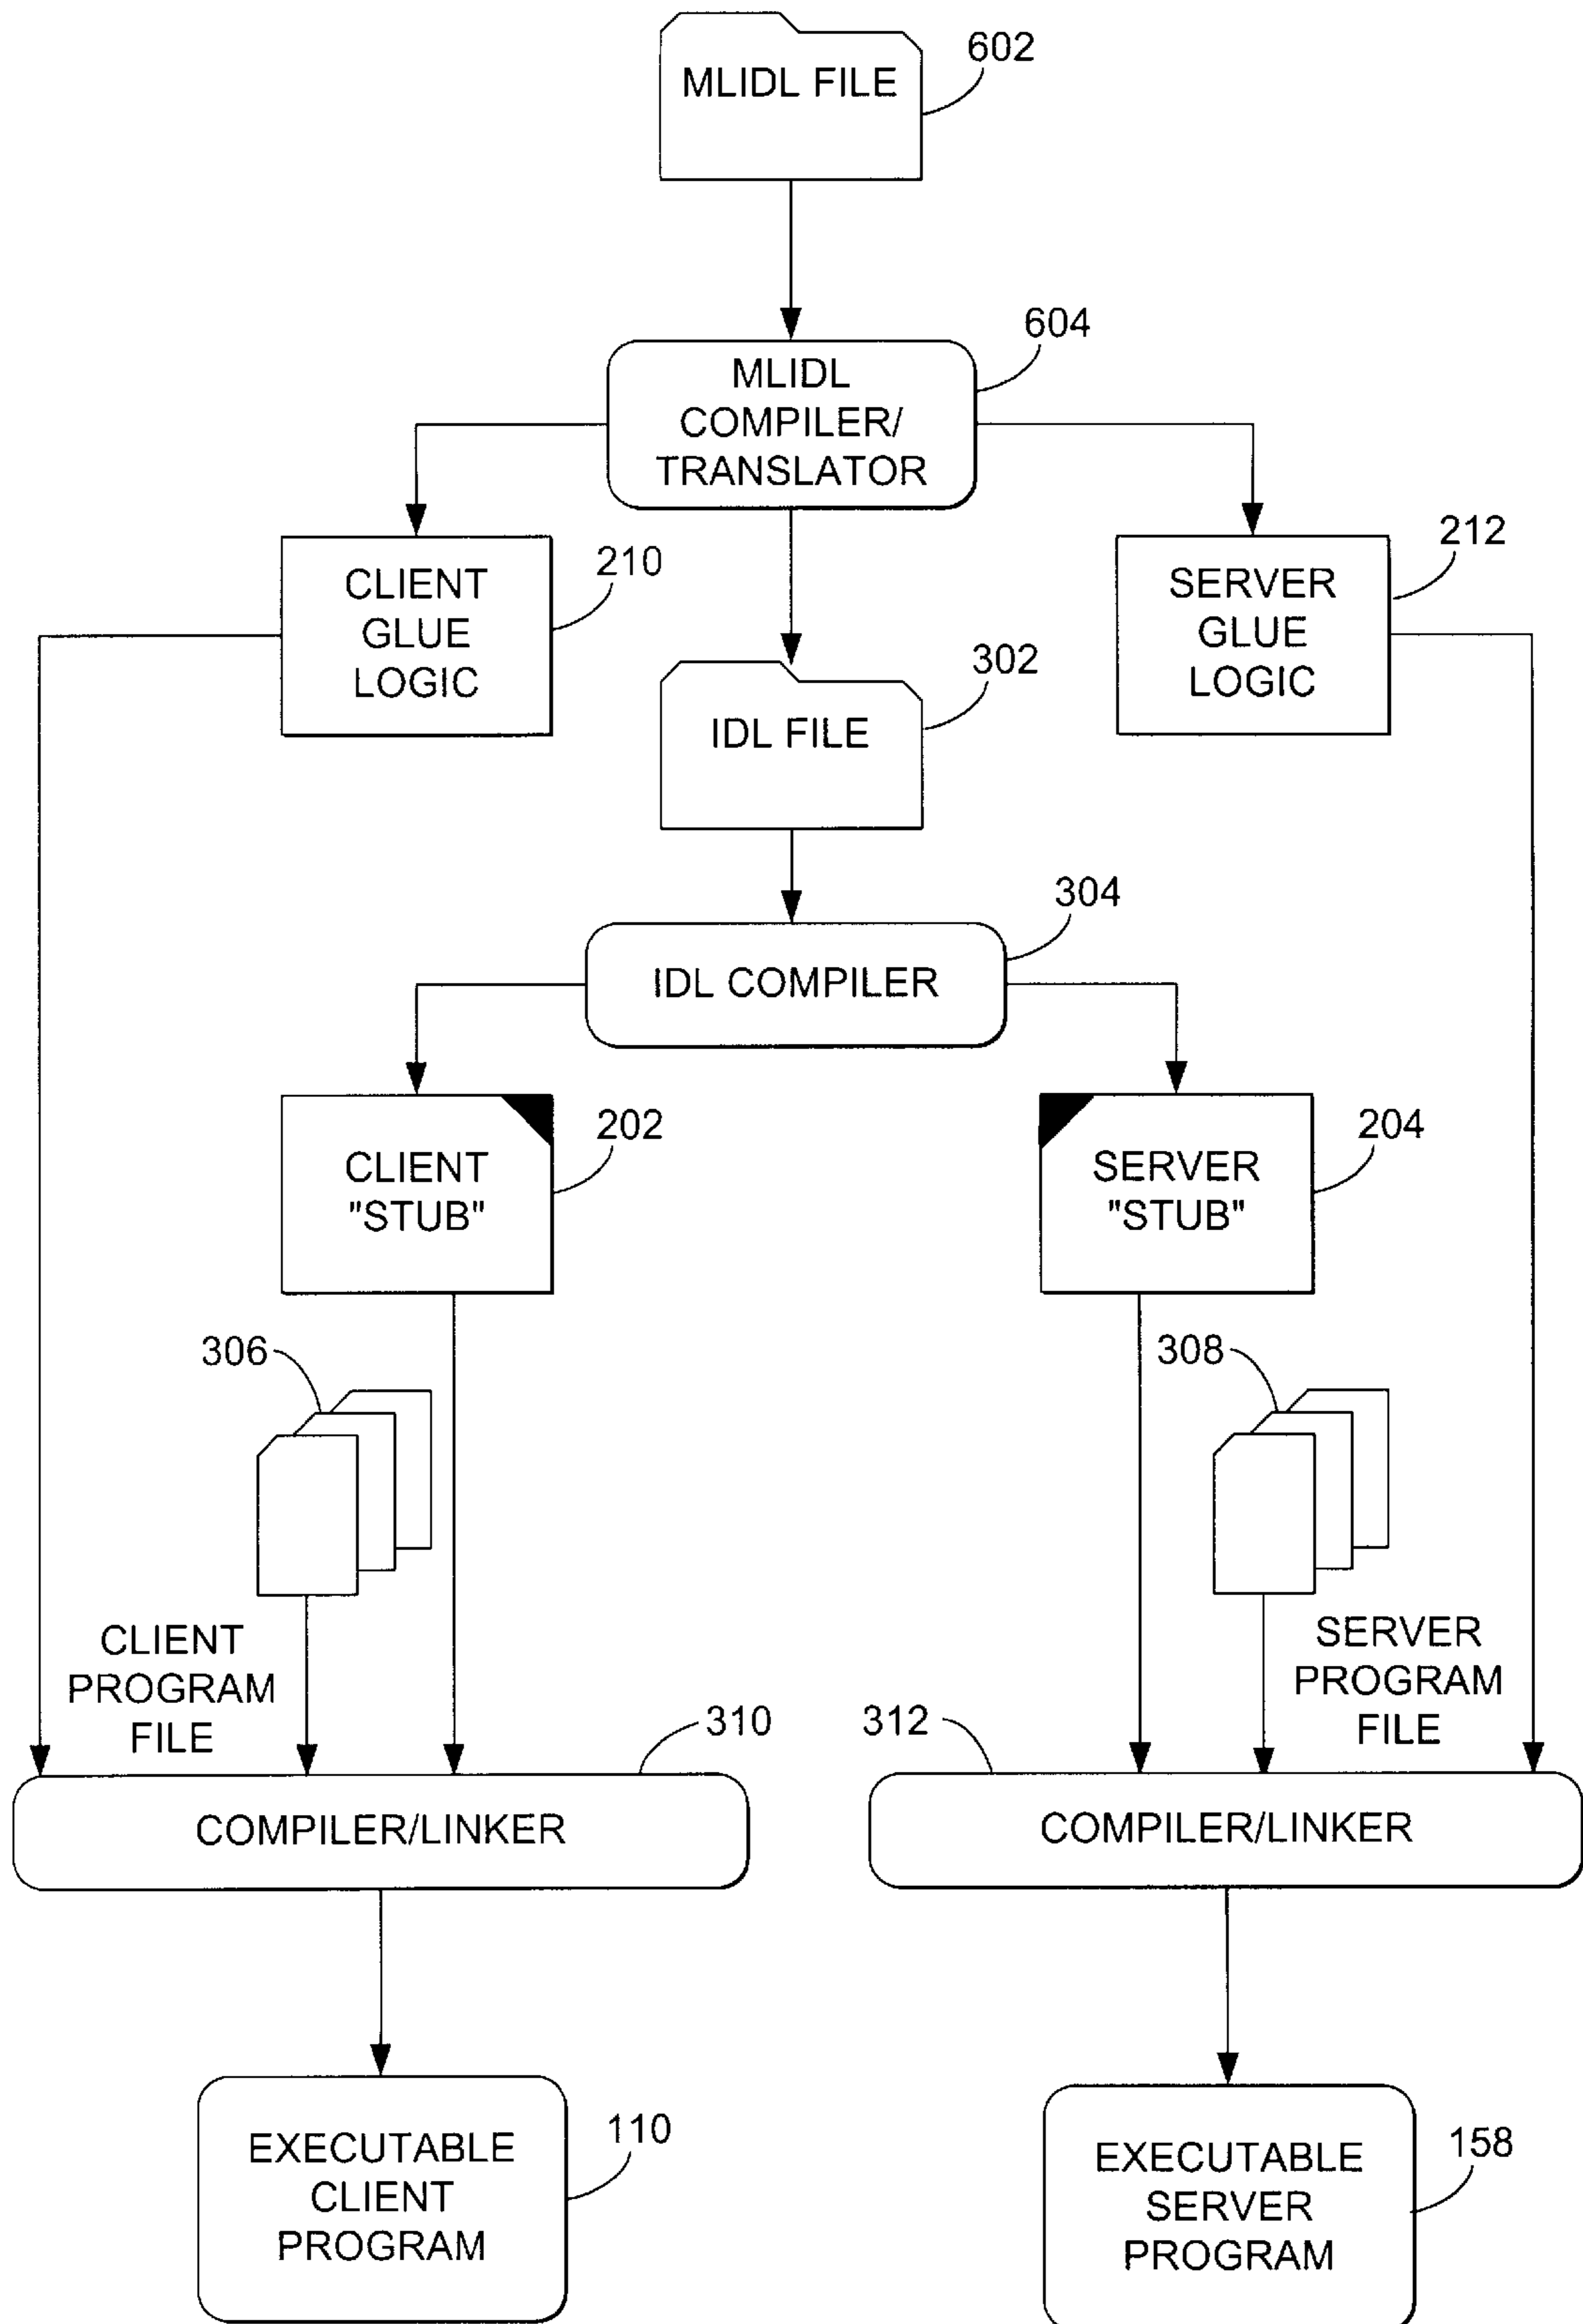 602
MLIDL FILE
604
MLIDL
COMPILER/
TRANSLATOR
210
CLIENT
GLUE
LOGIC
212
SERVER
GLUE
LOGIC
302
IDL FILE
304
IDL COMPILER
202
CLIENT
"STUB"
204
SERVER
"STUB"
306
308
CLIENT
PROGRAM
FILE
SERVER
PROGRAM
FILE
310
312
COMPILER/LINKER
COMPILER/LINKER
110
EXECUTABLE
CLIENT
PROGRAM
158
EXECUTABLE
SERVER
PROGRAM